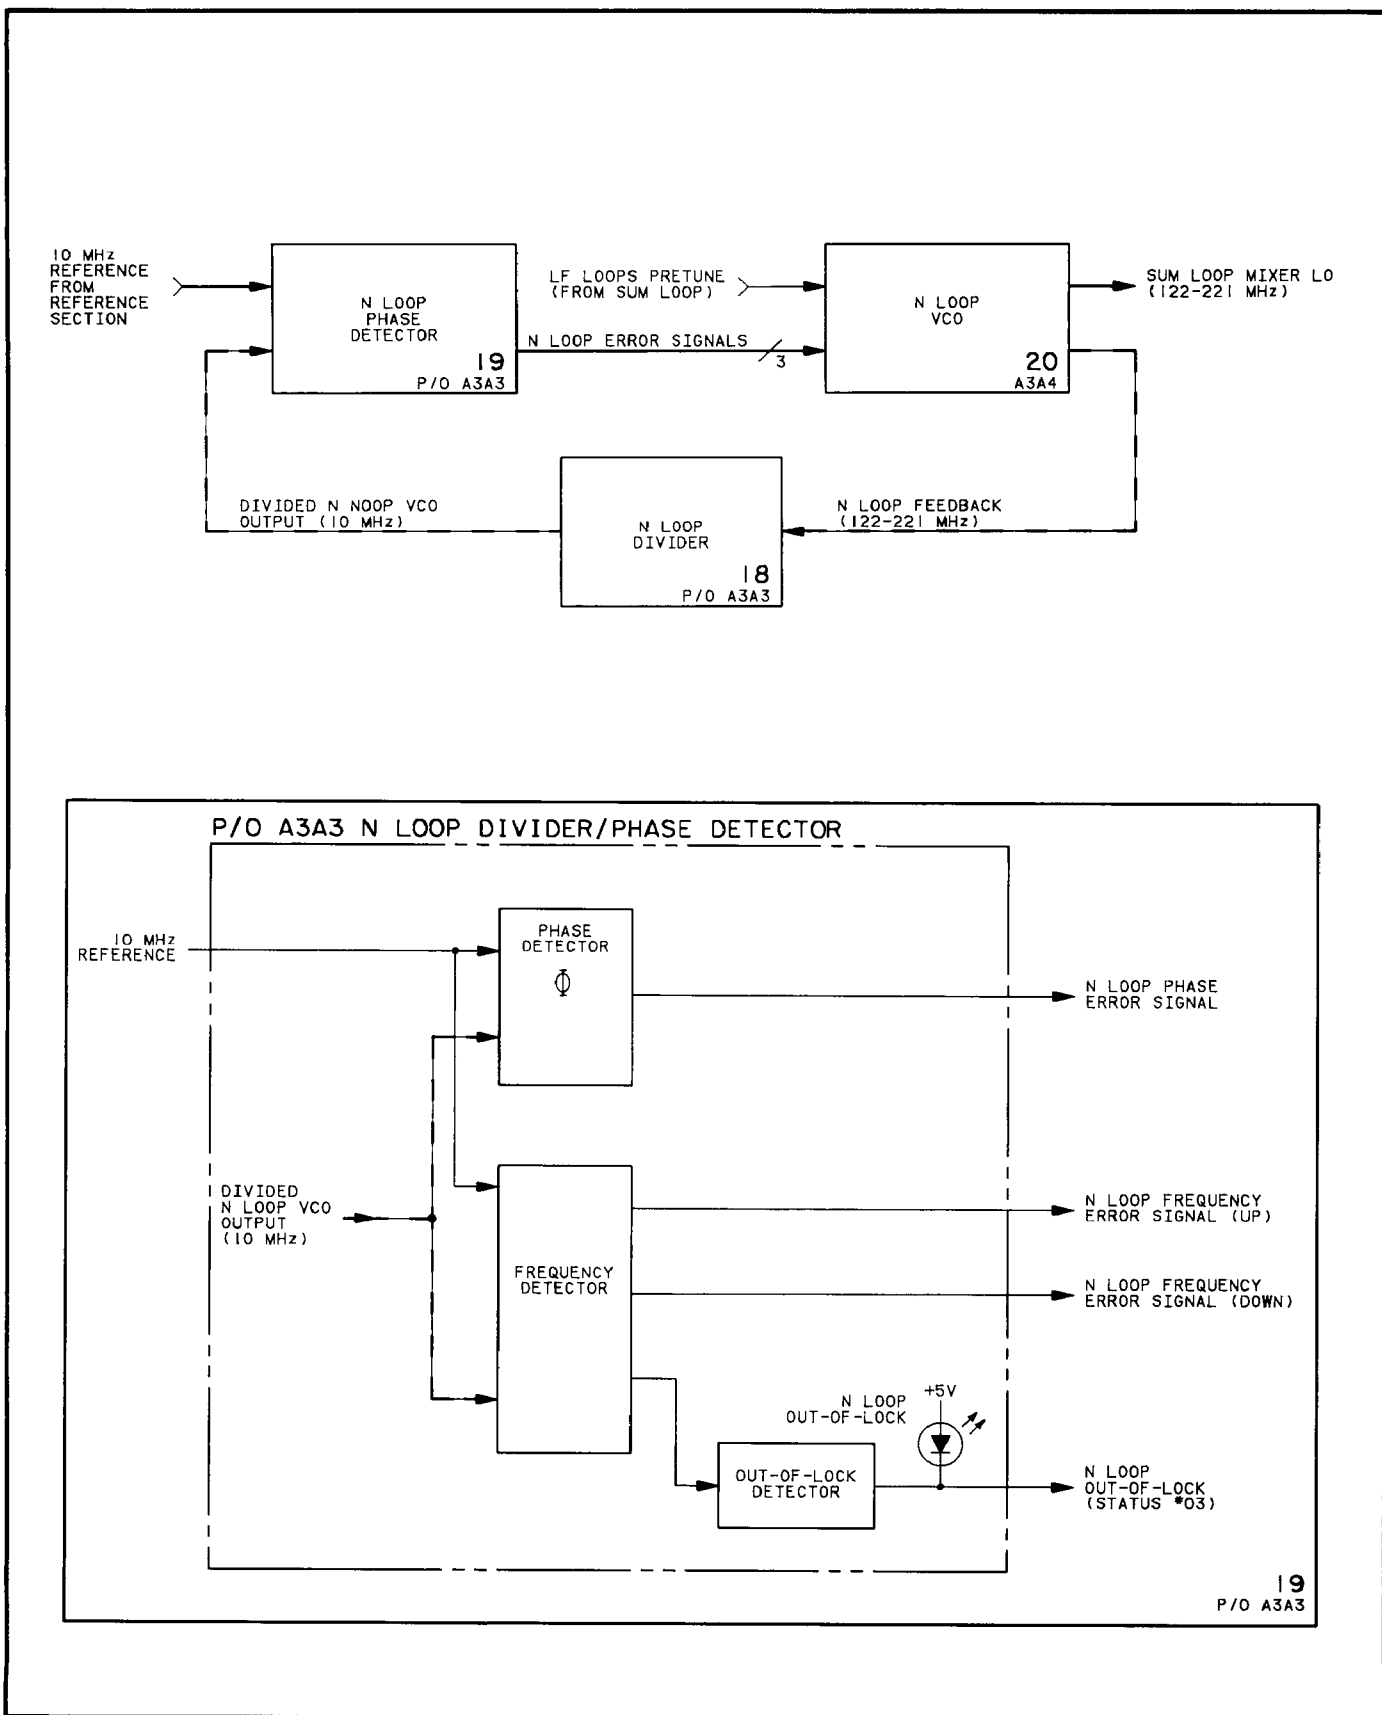 10 MHz
REFERENCE
FROM
REFERENCE
SECTION
N LOOP
PHASE
DETECTOR
19
P/O A3A3
LF LOOPS PRETUNE
(FROM SUM LOOP)
N LOOP ERROR SIGNALS
3
N LOOP
VCO
20
A3A4
SUM LOOP MIXER LO
(122-221 MHz)
DIVIDED N NOOP VCO
OUTPUT (10 MHz)
N LOOP
DIVIDER
18
P/O A3A3
N LOOP FEEDBACK
(122-221 MHz)
P/O A3A3 N LOOP DIVIDER/PHASE DETECTOR
10 MHz
REFERENCE
PHASE
DETECTOR
Φ
N LOOP PHASE
ERROR SIGNAL
DIVIDED
N LOOP VCO
OUTPUT
(10 MHz)
FREQUENCY
DETECTOR
N LOOP FREQUENCY
ERROR SIGNAL (UP)
N LOOP FREQUENCY
ERROR SIGNAL (DOWN)
N LOOP
OUT-OF-LOCK
+5V
OUT-OF-LOCK
DETECTOR
N LOOP
OUT-OF-LOCK
(STATUS #03)
19
P/O A3A3